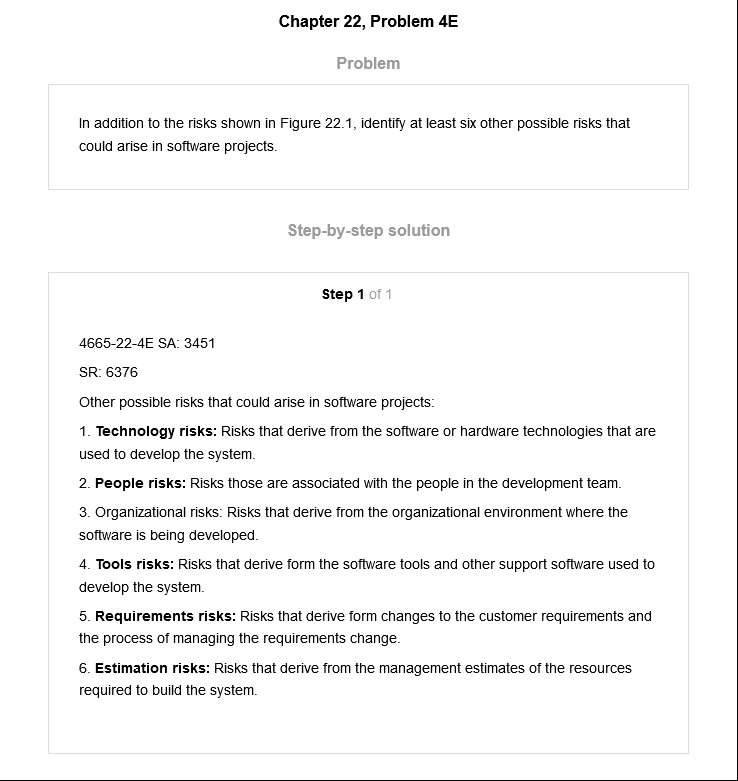 Chapter 22, Problem 4E
Problem
In addition to the risks shown in Figure 22.1, identify at least six other possible risks that
could arise in software projects.
Step-by-step solution
Step 1 of 1
4665-22-4E SA: 3451
SR: 6376
Other possible risks that could arise in software projects:
1. Technology risks: Risks that derive from the software or hardware technologies that are
used to develop the system.
2. People risks: Risks those are associated with the people in the development team.
3. Organizational risks: Risks that derive from the organizational environment where the
software is being developed.
4. Tools risks: Risks that derive form the software tools and other support software used to
develop the system.
5. Requirements risks: Risks that derive form changes to the customer requirements and
the process of managing the requirements change.
6. Estimation risks: Risks that derive from the management estimates of the resources
required to build the system.